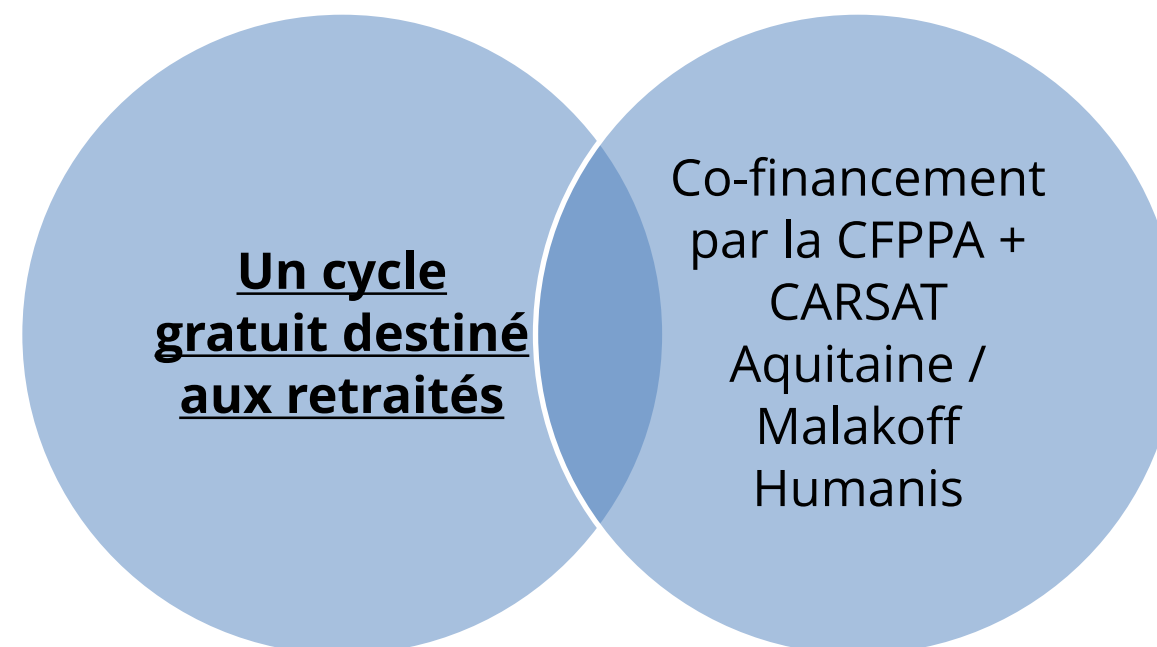 Un cycle
gratuit destiné
aux retraités
Co-financement
par la CFPPA +
CARSAT
Aquitaine /
Malakoff
Humanis